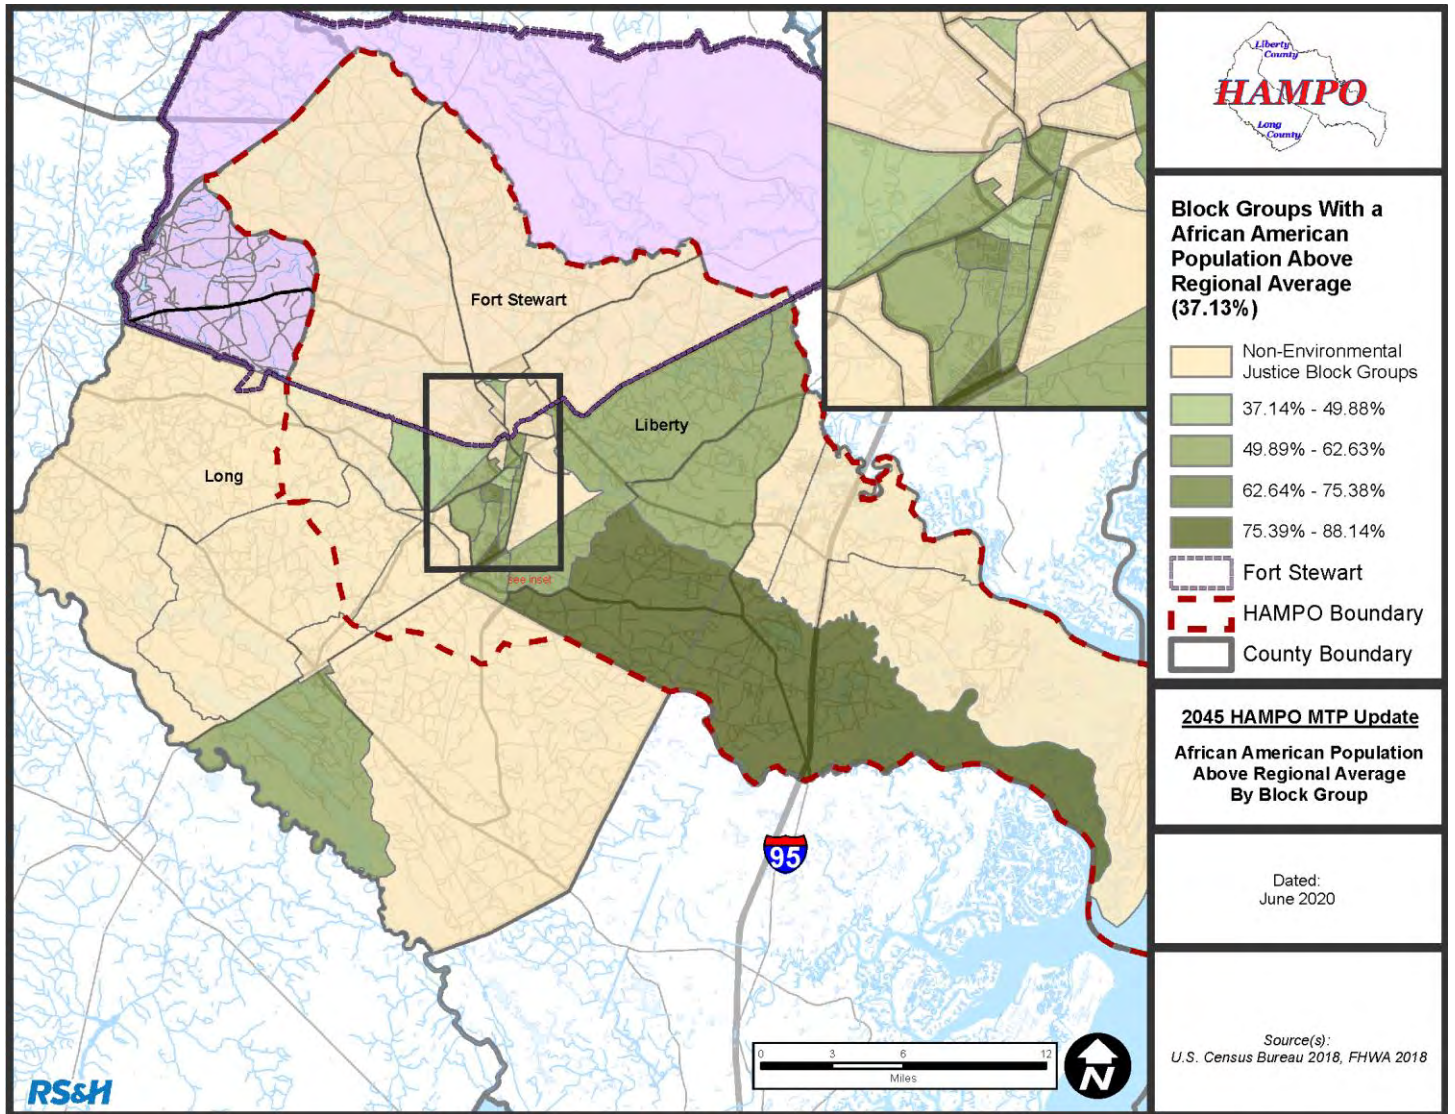 Fort Stewart
Liberty
Long
see inset
95
0 3 6 12
Miles
N
RS&H
Liberty
County
HAMPO
Long
County
Block Groups With a
African American
Population Above
Regional Average
(37.13%)
Non-Environmental
Justice Block Groups
37.14% - 49.88%
49.89% - 62.63%
62.64% - 75.38%
75.39% - 88.14%
Fort Stewart
HAMPO Boundary
County Boundary
2045 HAMPO MTP Update
African American Population
Above Regional Average
By Block Group
Dated:
June 2020
Source(s):
U.S. Census Bureau 2018, FHWA 2018